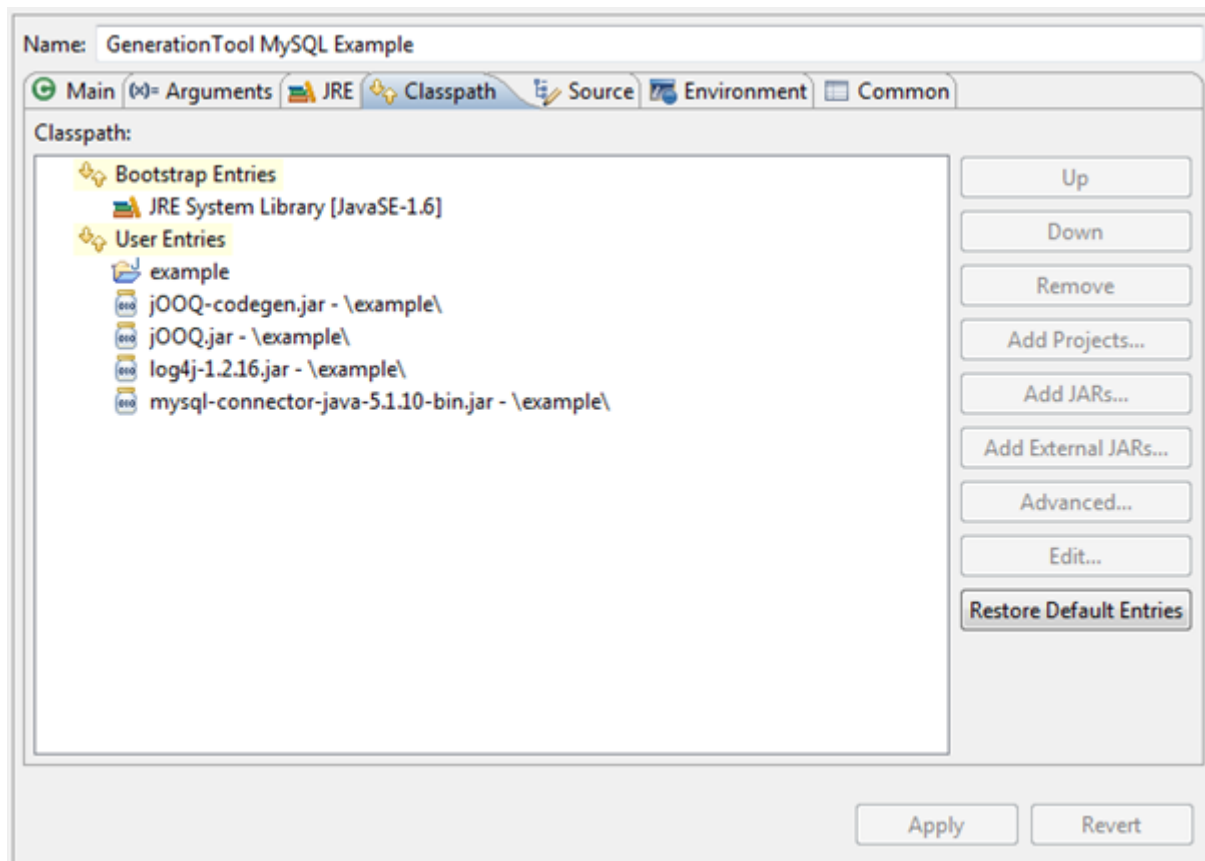 Name: GenerationTool MySQL Example
Main (x)= Arguments JRE Classpath Source Environment Common
Classpath:
Bootstrap Entries
JRE System Library [JavaSE-1.6]
User Entries
example
jOOQ-codegen.jar - \example\
jOOQ.jar - \example\
log4j-1.2.16.jar - \example\
mysql-connector-java-5.1.10-bin.jar - \example\
Up
Down
Remove
Add Projects...
Add JARs...
Add External JARs...
Advanced...
Edit...
Restore Default Entries
Apply Revert